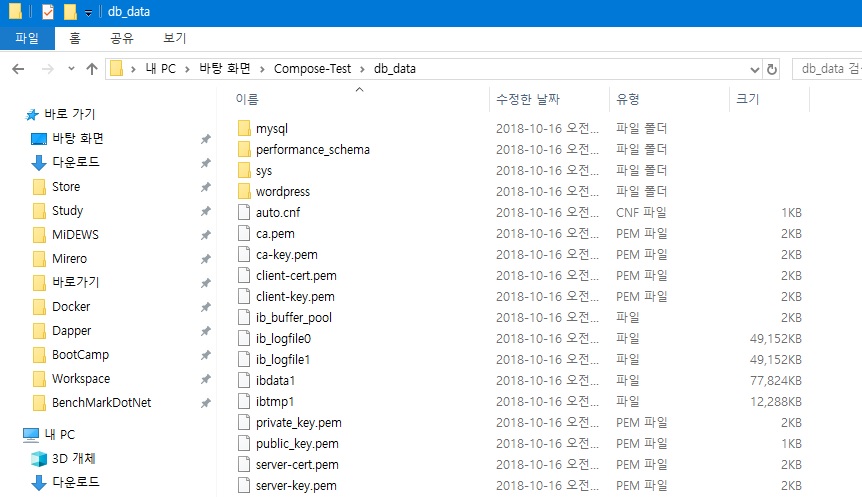 db_data
파일 홈 공유 보기
내 PC 바탕 화면 Compose-Test db_data db_data 검
이름 수정한 날짜 유형 크기
바로 가기
바탕 화면
다운로드
Store
Study
MiDEWS
Mirero
바로가기
Docker
Dapper
BootCamp
Workspace
BenchMarkDotNet
내 PC
3D 개체
다운로드
mysql 2018-10-16 오전... 파일 폴더
performance_schema 2018-10-16 오전... 파일 폴더
sys 2018-10-16 오전... 파일 폴더
wordpress 2018-10-16 오전... 파일 폴더
auto.cnf 2018-10-16 오전... CNF 파일 1KB
ca.pem 2018-10-16 오전... PEM 파일 2KB
ca-key.pem 2018-10-16 오전... PEM 파일 2KB
client-cert.pem 2018-10-16 오전... PEM 파일 2KB
client-key.pem 2018-10-16 오전... PEM 파일 2KB
ib_buffer_pool 2018-10-16 오전... 파일 2KB
ib_logfile0 2018-10-16 오전... 파일 49,152KB
ib_logfile1 2018-10-16 오전... 파일 49,152KB
ibdata1 2018-10-16 오전... 파일 77,824KB
ibtmp1 2018-10-16 오전... 파일 12,288KB
private_key.pem 2018-10-16 오전... PEM 파일 2KB
public_key.pem 2018-10-16 오전... PEM 파일 1KB
server-cert.pem 2018-10-16 오전... PEM 파일 2KB
server-key.pem 2018-10-16 오전... PEM 파일 2KB